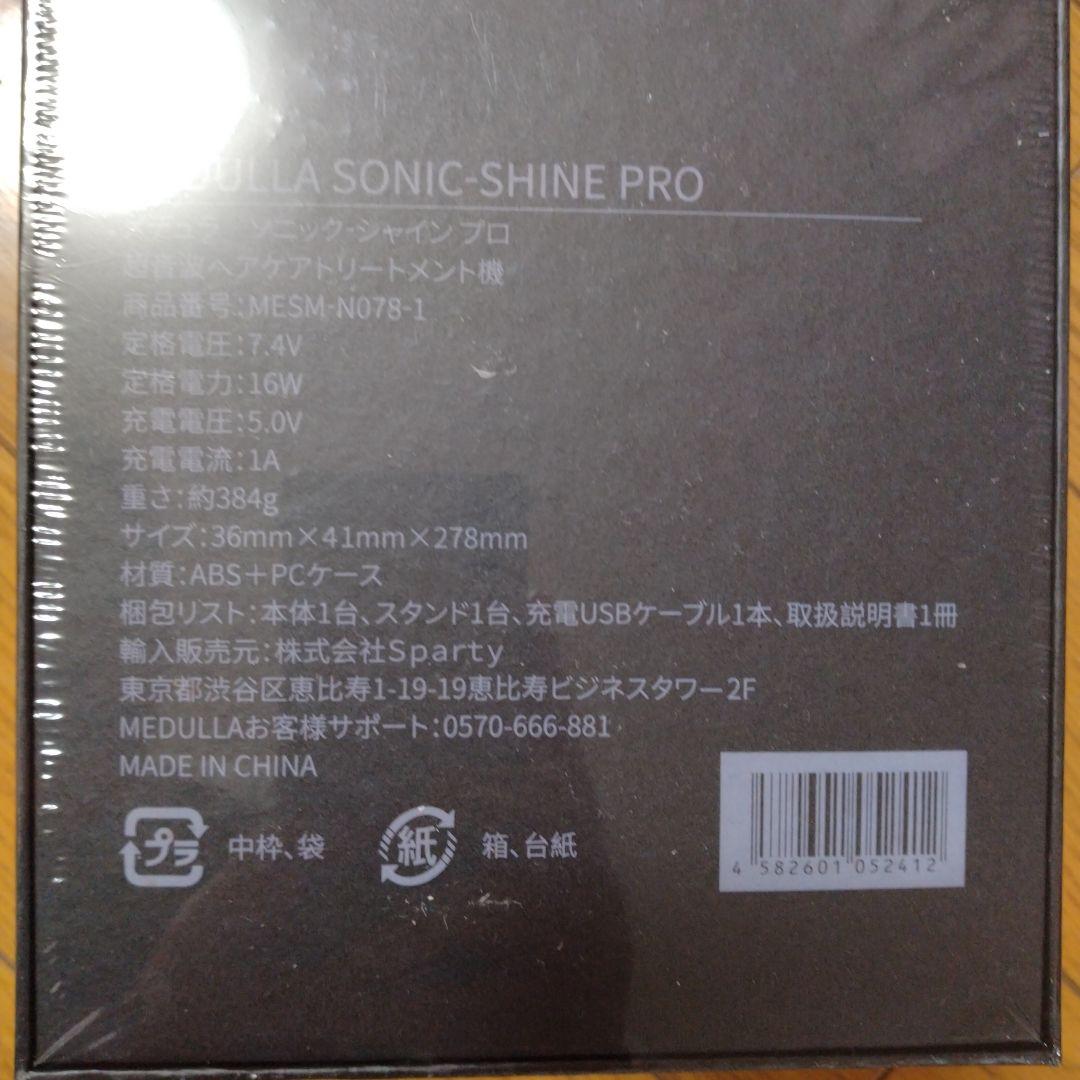 MEDULLA SONIC-SHINE PRO
ソニック-シャイン プロ
超音波ヘアケアトリートメント機
商品番号：MESM-N078-1
定格電圧：7.4V
定格電力：16W
充電電圧：5.0V
充電電流：1A
重さ：約384g
サイズ：36mm×41mm×278mm
材質：ABS＋PCケース
梱包リスト：本体1台、スタンド1台、充電USBケーブル1本、取扱説明書1冊
輸入販売元：株式会社Sparty
東京都渋谷区恵比寿1-19-19恵比寿ビジネスタワー2F
MEDULLAお客様サポート：0570-666-881
MADE IN CHINA
プラ 中枠、袋 紙 箱、台紙
4 582601 052412